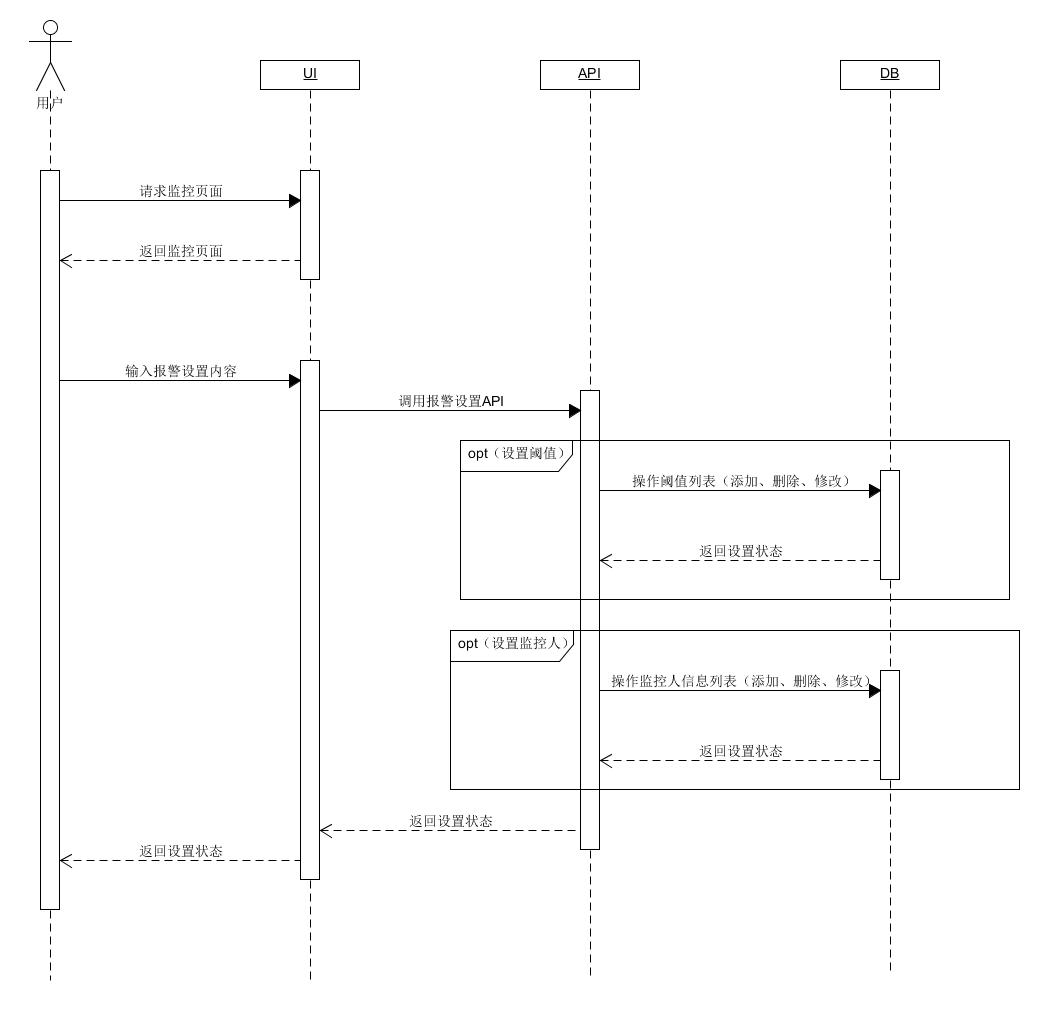 用户
UI
API
DB
请求监控页面
返回监控页面
输入报警设置内容
调用报警设置API
opt（设置阈值）
操作阈值列表（添加、删除、修改）
返回设置状态
opt（设置监控人）
操作监控人信息列表（添加、删除、修改）
返回设置状态
返回设置状态
返回设置状态